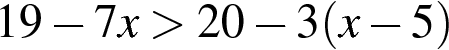 19 − 7x > 20 − 3(x − 5)